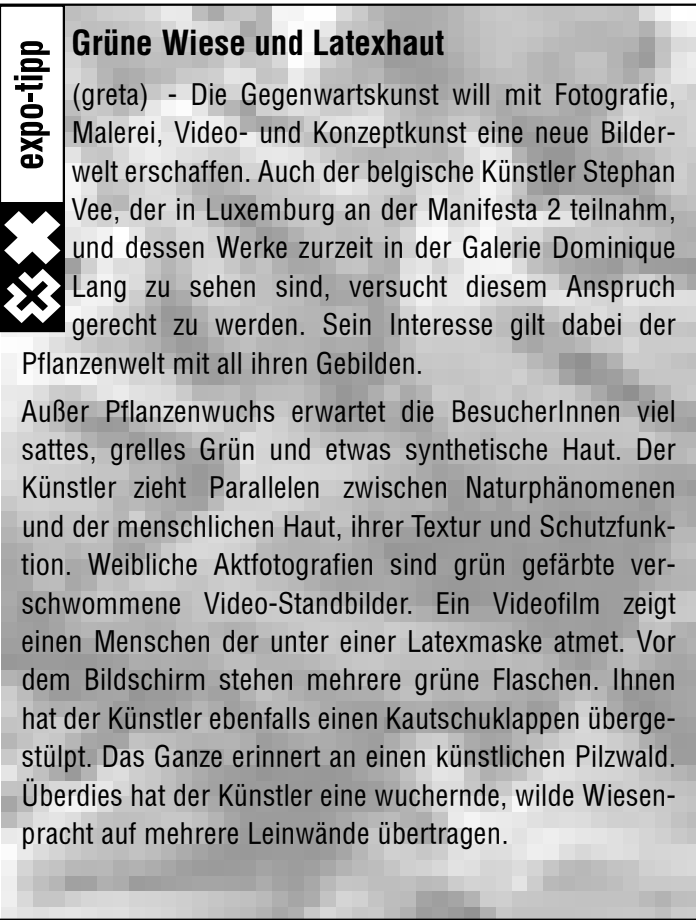 expo-tipp
Grüne Wiese und Latexhaut
(greta) - Die Gegenwartskunst will mit Fotografie,
Malerei, Video- und Konzeptkunst eine neue Bilder-
welt erschaffen. Auch der belgische Künstler Stephan
Vee, der in Luxemburg an der Manifesta 2 teilnahm,
und dessen Werke zurzeit in der Galerie Dominique
Lang zu sehen sind, versucht diesem Anspruch
gerecht zu werden. Sein Interesse gilt dabei der
Pflanzenwelt mit all ihren Gebilden.
Außer Pflanzenwuchs erwartet die BesucherInnen viel
sattes, grelles Grün und etwas synthetische Haut. Der
Künstler zieht Parallelen zwischen Naturphänomenen
und der menschlichen Haut, ihrer Textur und Schutzfunk-
tion. Weibliche Aktfotografien sind grün gefärbte ver-
schwommene Video-Standbilder. Ein Videofilm zeigt
einen Menschen der unter einer Latexmaske atmet. Vor
dem Bildschirm stehen mehrere grüne Flaschen. Ihnen
hat der Künstler ebenfalls einen Kautschuklappen überge-
stülpt. Das Ganze erinnert an einen künstlichen Pilzwald.
Überdies hat der Künstler eine wuchernde, wilde Wiesen-
pracht auf mehrere Leinwände übertragen.